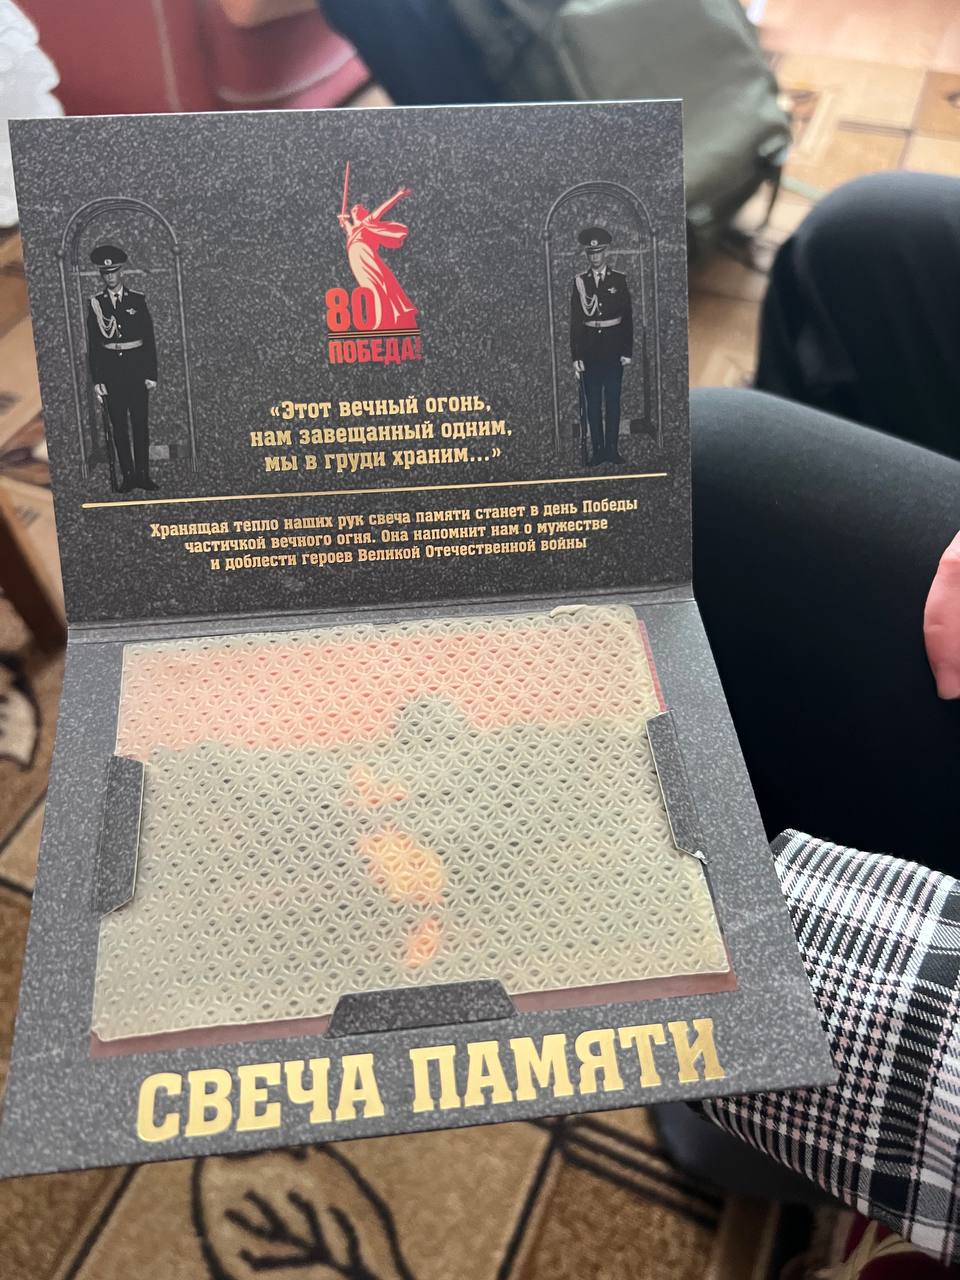 80
ПОБЕДА!
«Этот вечный огонь,
нам завещанный одним,
мы в груди храним...»
Хранящая тепло наших рук свеча памяти станет в день Победы
частичкой вечного огня. Она напомнит нам о мужестве
и доблести героев Великой Отечественной войны
СВЕЧА ПАМЯТИ